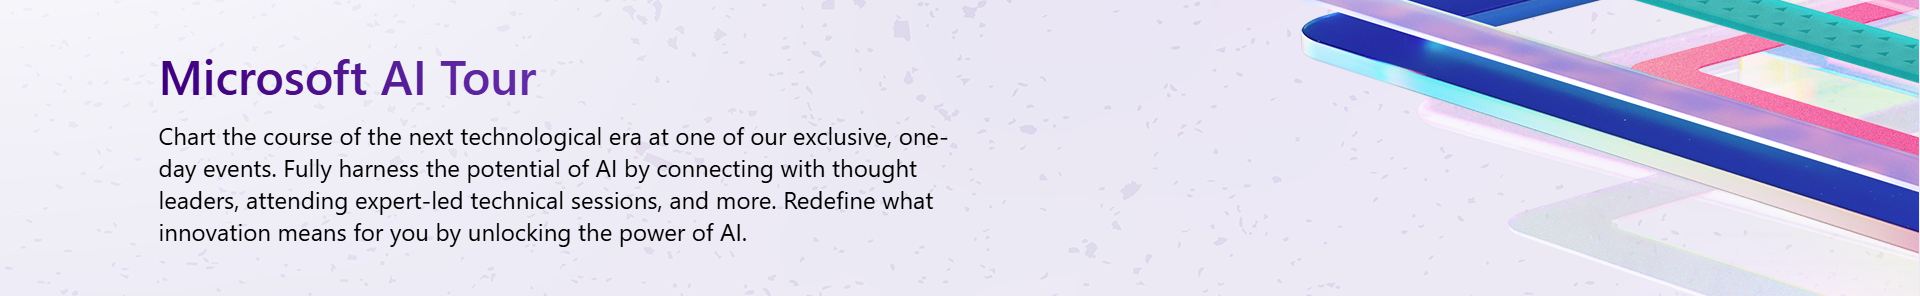 Microsoft AI Tour
Chart the course of the next technological era at one of our exclusive, one-
day events. Fully harness the potential of AI by connecting with thought
leaders, attending expert-led technical sessions, and more. Redefine what
innovation means for you by unlocking the power of AI.